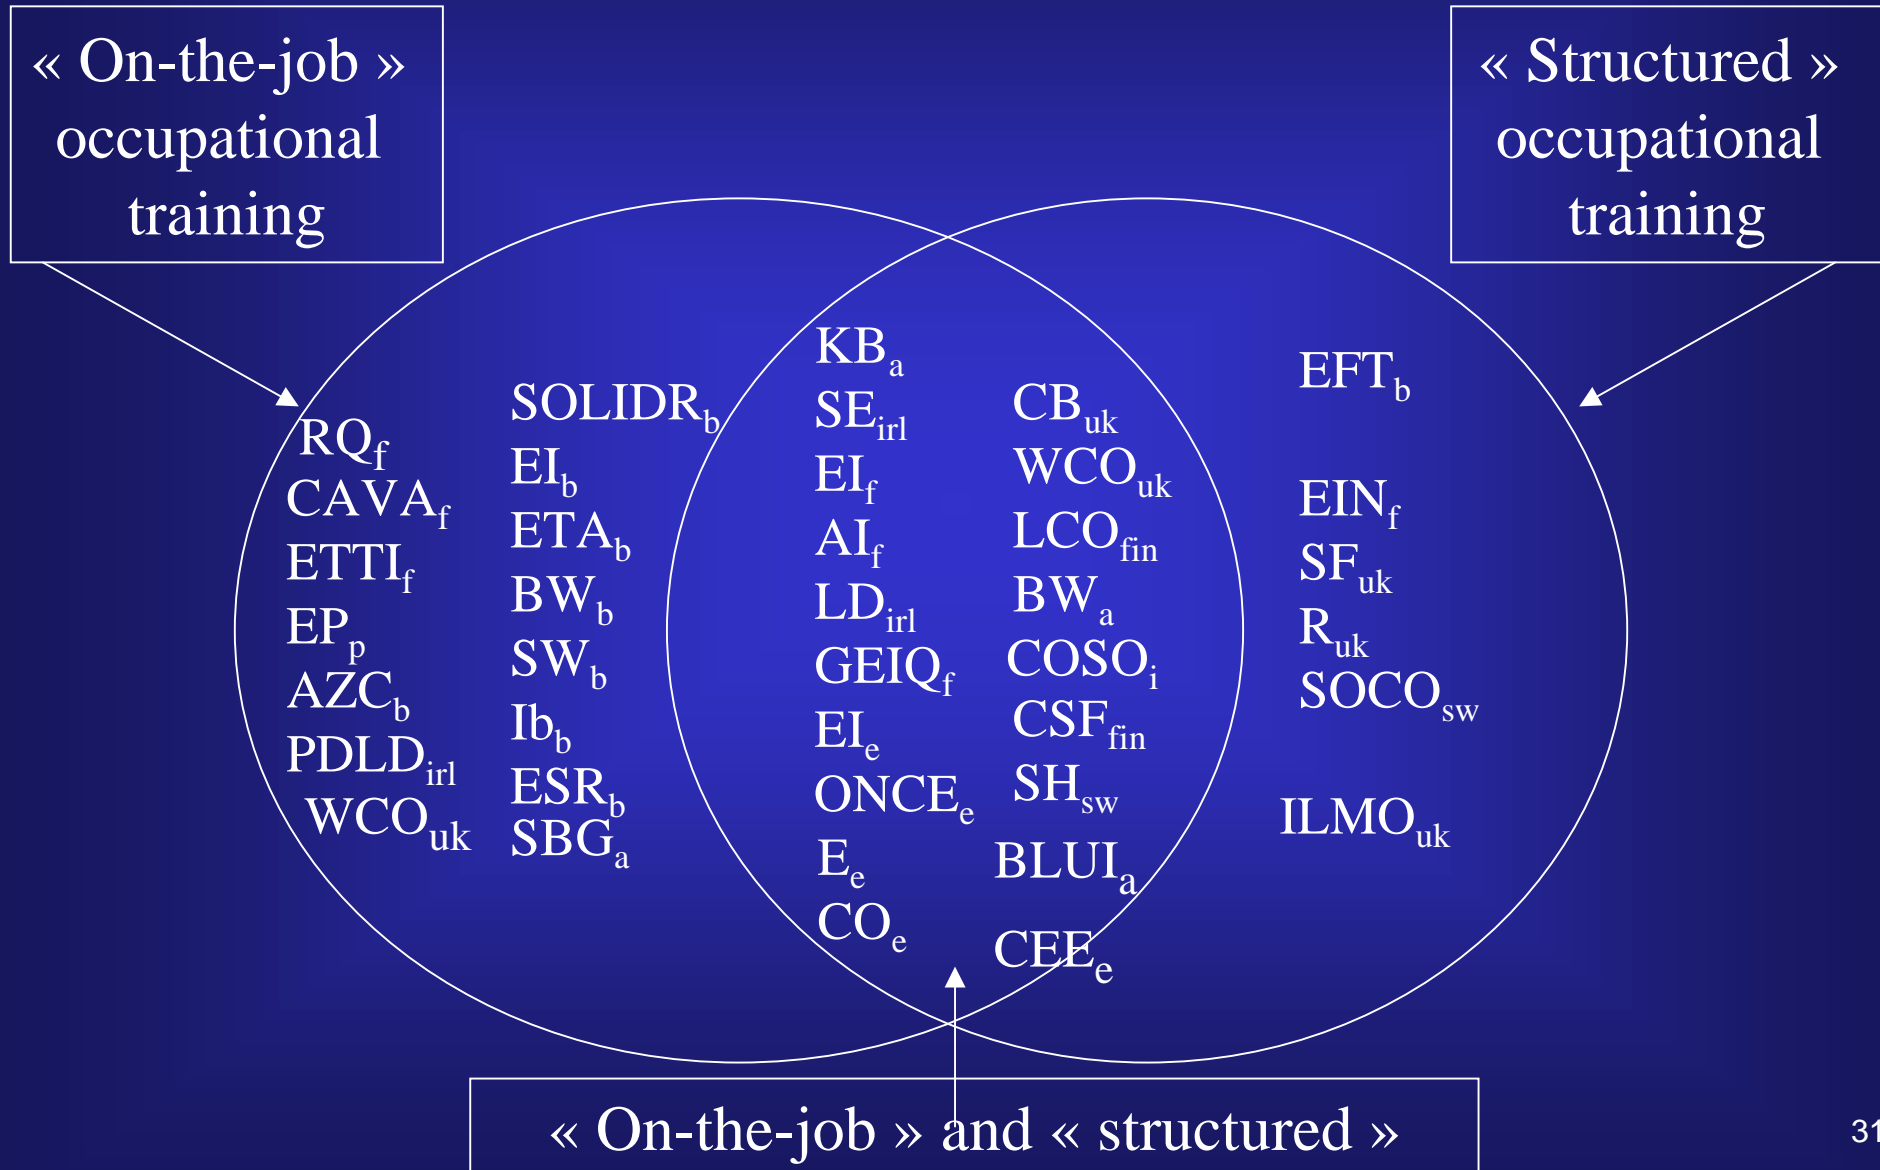 « On-the-job »
occupational
training
« Structured »
occupational
training
RQf
CAVAf
ETTIf
EPp
AZCb
PDLDirl
WCOuk
SOLIDRb
EIb
ETAb
BWb
SWb
Ibb
ESRb
SBGa
KBa
SEirl
EIf
AIf
LDirl
GEIQf
EIe
ONCEe
Ee
COe
CBuk
WCOuk
LCOfin
BWa
COSOi
CSFfin
SHsw
BLUIa
CEEe
EFTb
EINf
SFuk
Ruk
SOCOsw
ILMOuk
« On-the-job » and « structured »
31